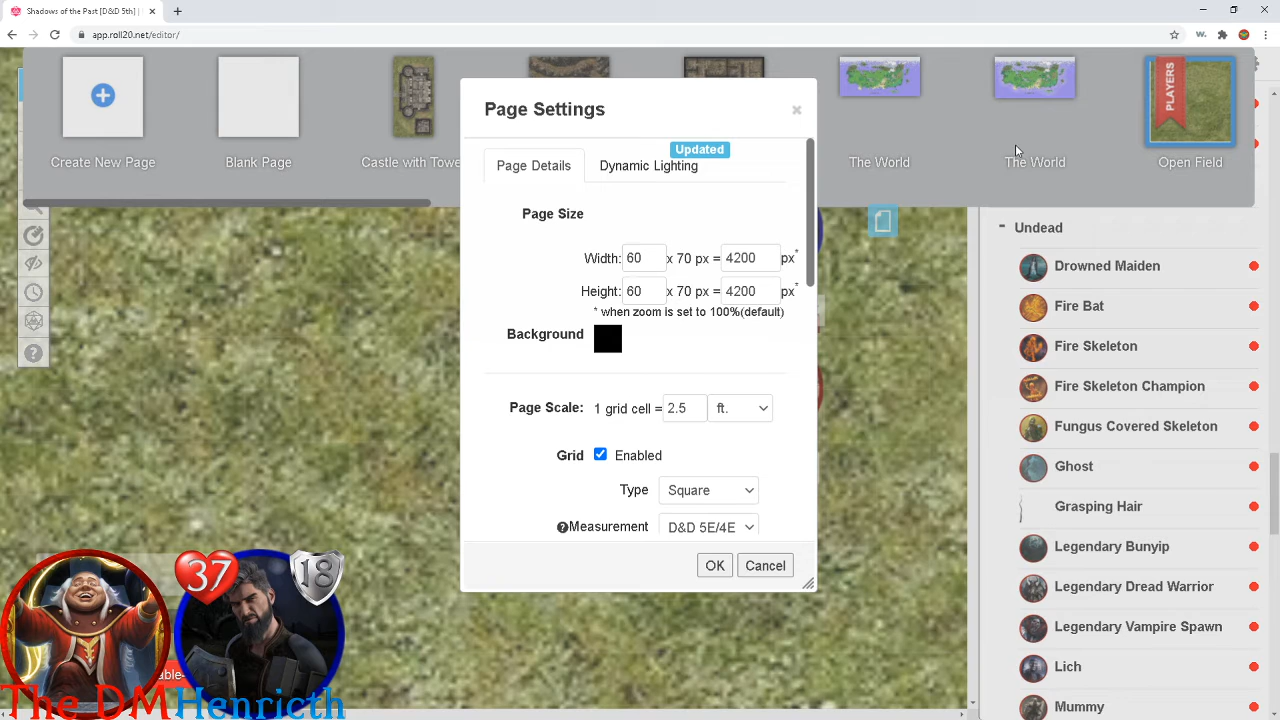 Shadows of the Past [D&D 5th] |
app.roll20.net/editor/
PLAYERS
Create New Page
Blank Page
Castle with Towe
The World
The World
Open Field
Page Settings
Updated
Page Details
Dynamic Lighting
Page Size
Width: 60 x 70 px = 4200 px*
Height: 60 x 70 px = 4200 px*
* when zoom is set to 100%(default)
Background
Page Scale: 1 grid cell = 2.5 ft.
Grid Enabled
Type Square
Measurement D&D 5E/4E
OK Cancel
Undead
Drowned Maiden
Fire Bat
Fire Skeleton
Fire Skeleton Champion
Fungus Covered Skeleton
Ghost
Grasping Hair
Legendary Bunyip
Legendary Dread Warrior
Legendary Vampire Spawn
Lich
Mummy
37
18
able-
The DM
Henricth